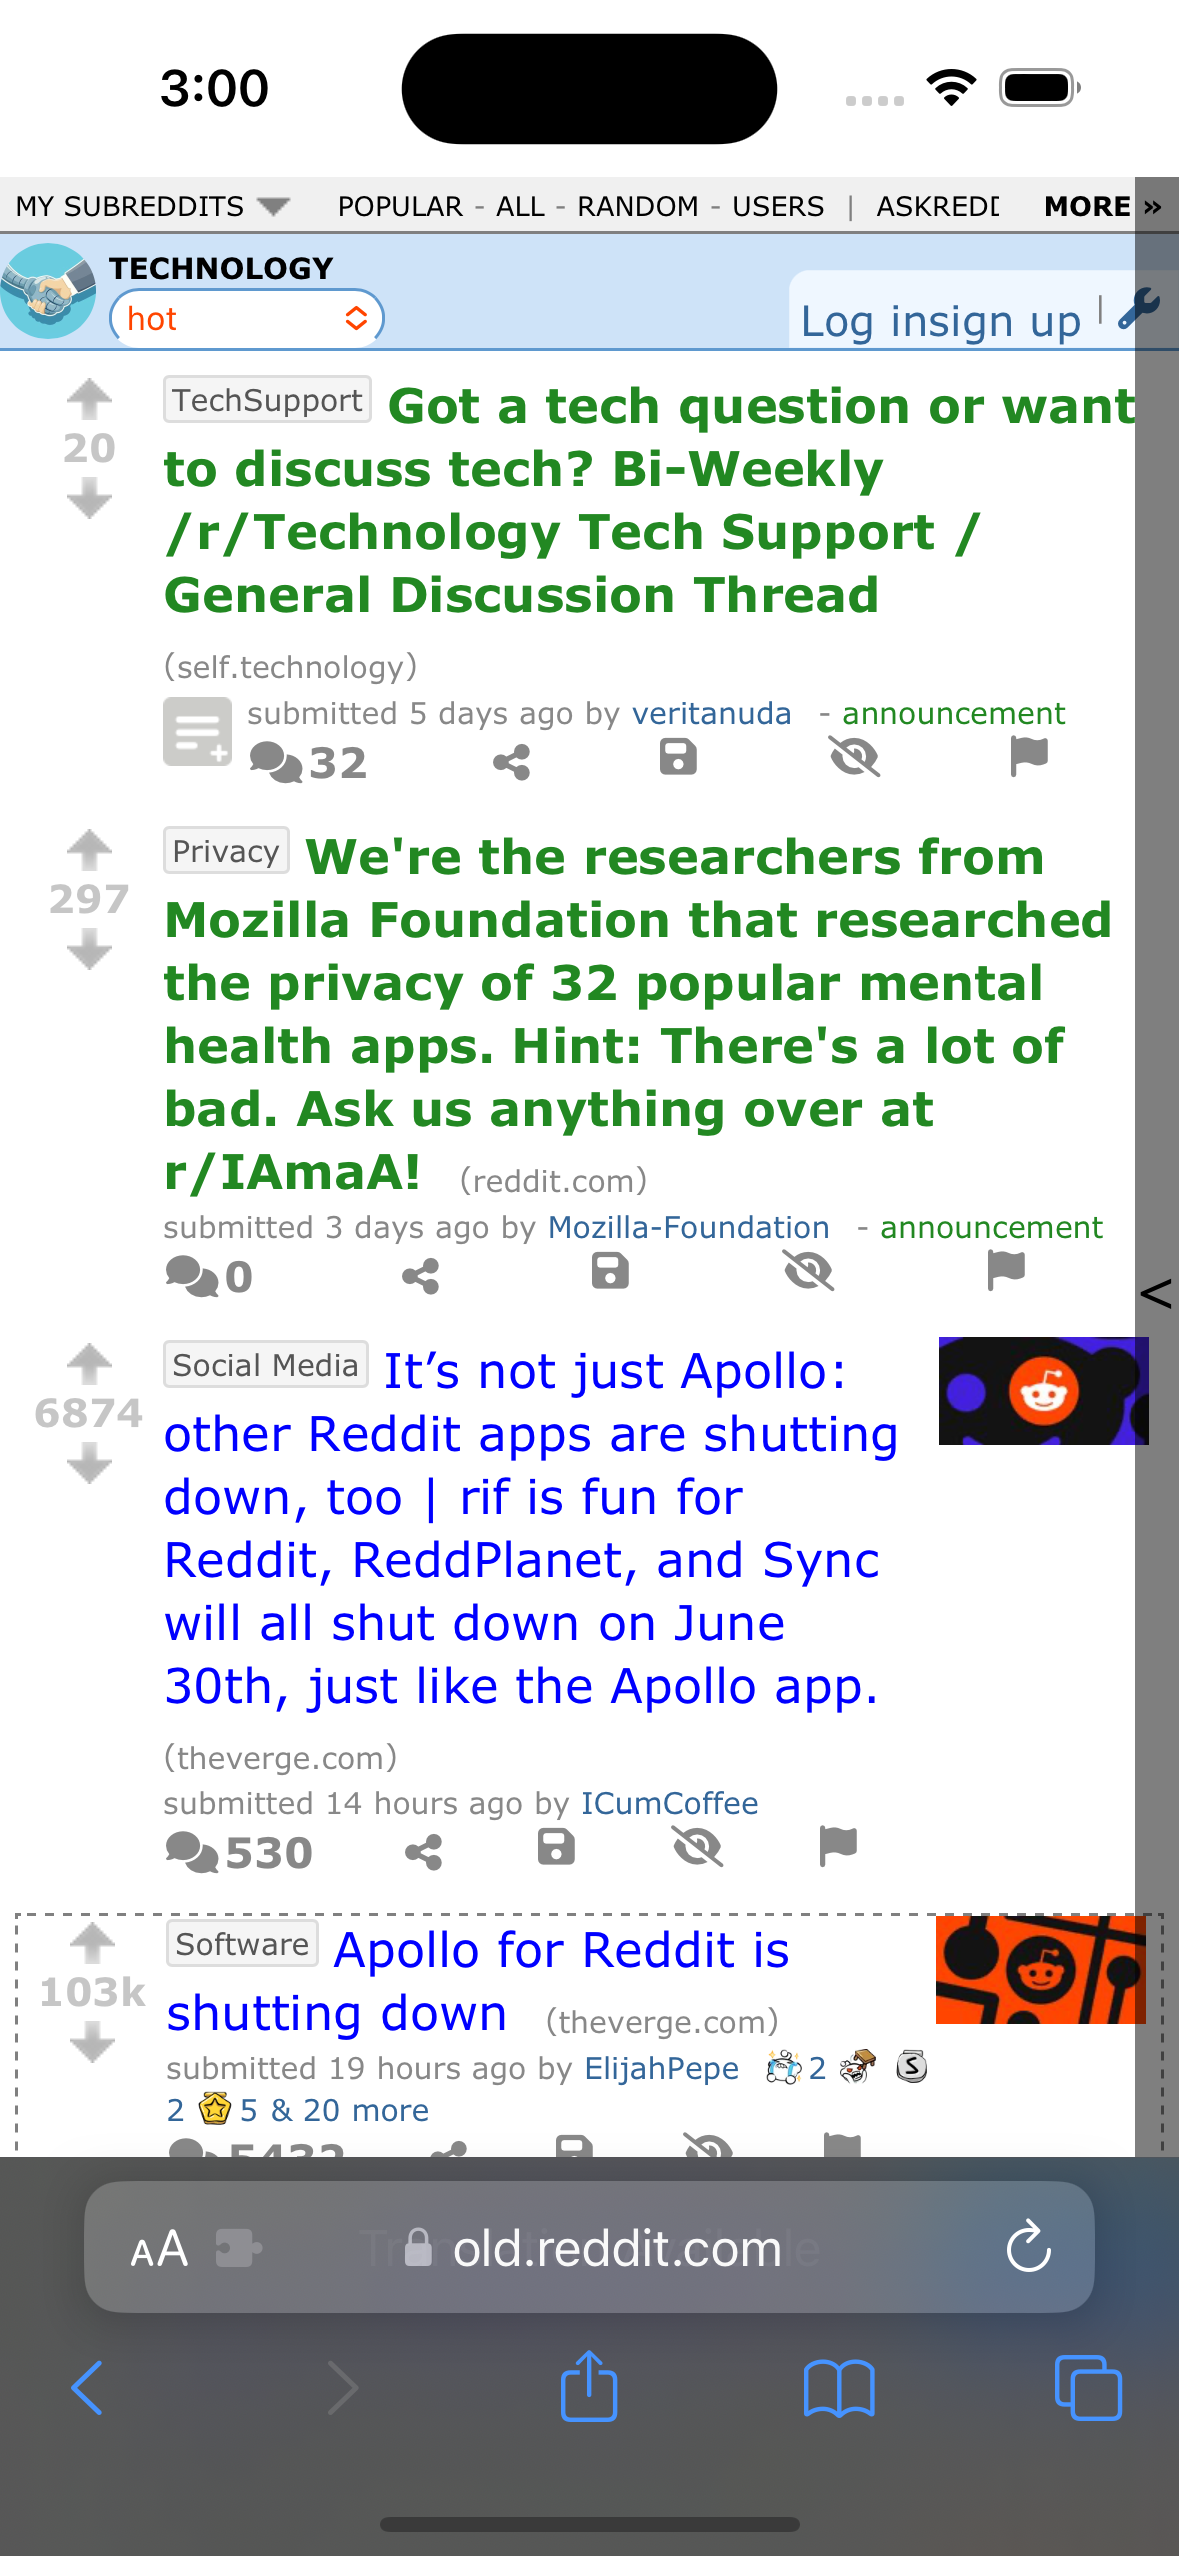 3:00
MY SUBREDDITS POPULAR - ALL - RANDOM - USERS | ASKREDD MORE »
TECHNOLOGY
hot
Log insign up |
TechSupport Got a tech question or want
to discuss tech? Bi-Weekly
20
/r/Technology Tech Support /
General Discussion Thread
(self.technology)
submitted 5 days ago by veritanuda - announcement
32
Privacy We're the researchers from
297
Mozilla Foundation that researched
the privacy of 32 popular mental
health apps. Hint: There's a lot of
bad. Ask us anything over at
r/IAmaA! (reddit.com)
submitted 3 days ago by Mozilla-Foundation - announcement
0
<
Social Media It’s not just Apollo:
6874
other Reddit apps are shutting
down, too | rif is fun for
Reddit, ReddPlanet, and Sync
will all shut down on June
30th, just like the Apollo app.
(theverge.com)
submitted 14 hours ago by ICumCoffee
530
Software Apollo for Reddit is
103k
shutting down (theverge.com)
submitted 19 hours ago by ElijahPepe 2 S
2 5 & 20 more
5432
AA old.reddit.com